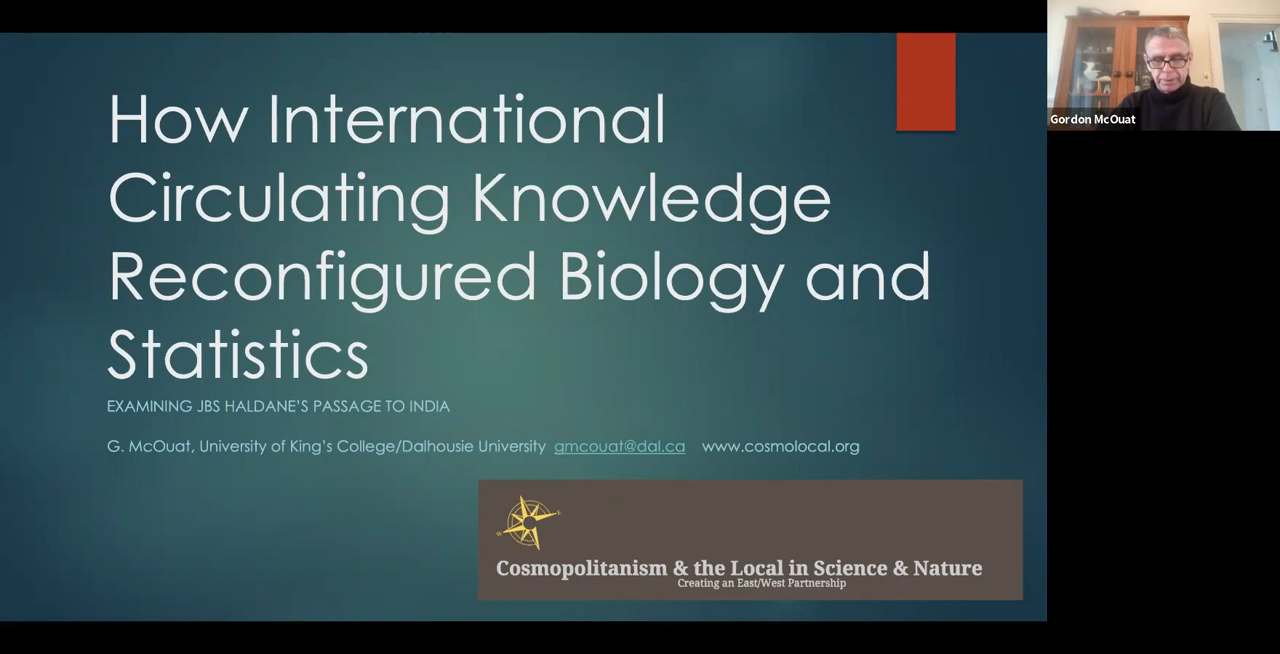 How International
Circulating Knowledge
Reconfigured Biology and
Statistics
EXAMINING JBS HALDANE'S PASSAGE TO INDIA
G. McOuat, University of King's College/Dalhousie University gmcouat@dal.ca www.cosmolocal.org
W E
Cosmopolitanism & the Local in Science & Nature
Creating an East/West Partnership
Gordon McOuat